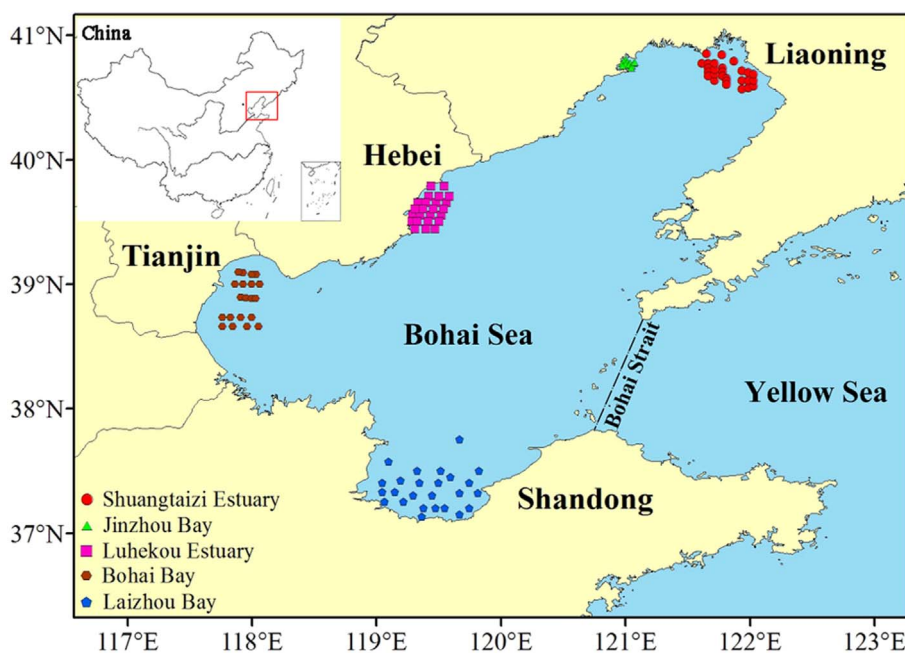 China
41°N
40°N
39°N
38°N
37°N
Liaoning
Hebei
Tianjin
Bohai Sea
Bohai Strait
Yellow Sea
Shandong
Shuangtaizi Estuary
Jinzhou Bay
Luhekou Estuary
Bohai Bay
Laizhou Bay
117°E 118°E 119°E 120°E 121°E 122°E 123°E